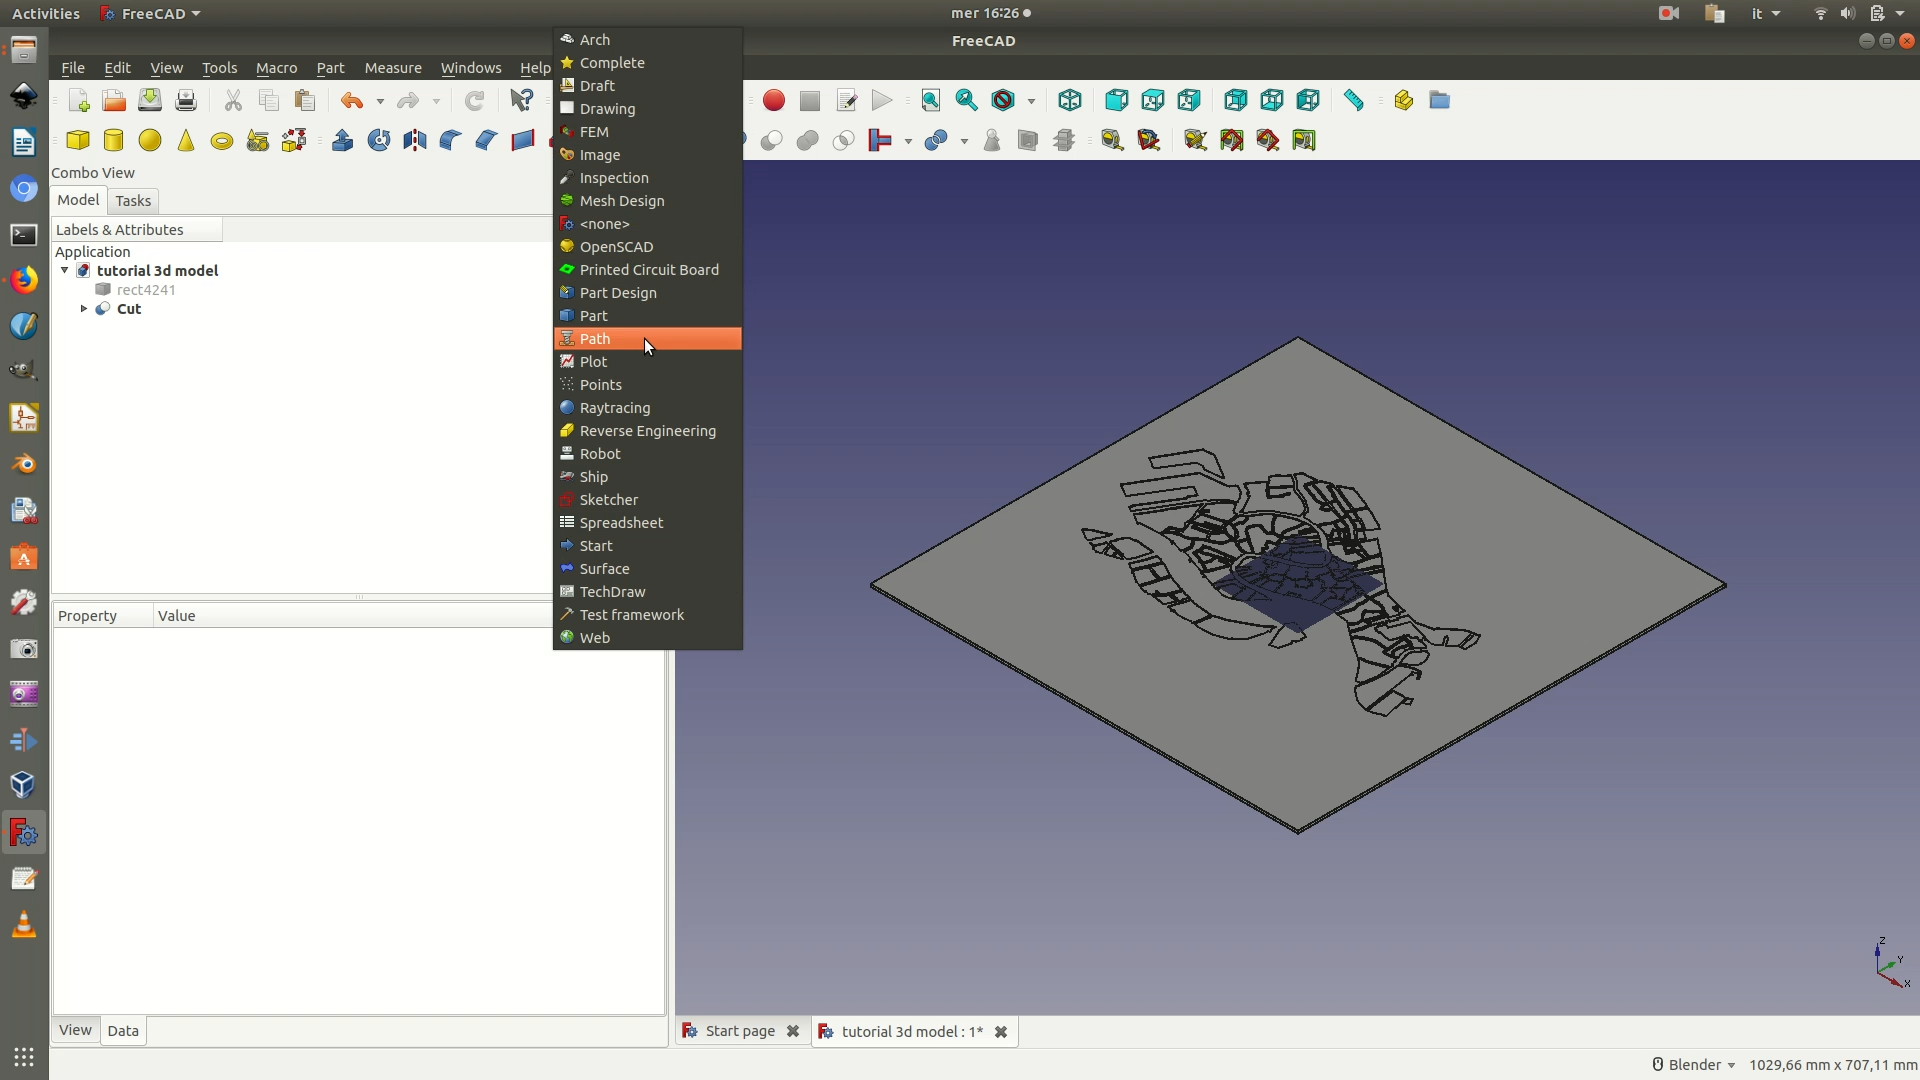 Activities FreeCAD mer 16:26 it
FreeCAD
File Edit View Tools Macro Part Measure Windows Help
Arch
Complete
Draft
Drawing
FEM
Image
Inspection
Mesh Design
<none>
OpenSCAD
Printed Circuit Board
Part Design
Part
Path
Plot
Points
Raytracing
Reverse Engineering
Robot
Ship
Sketcher
Spreadsheet
Start
Surface
TechDraw
Test framework
Web
Combo View
Model Tasks
Labels & Attributes
Application
tutorial 3d model
rect4241
Cut
Property Value
View Data
Z
Y
X
Start page tutorial 3d model : 1*
Blender 1029,66 mm x 707,11 mm